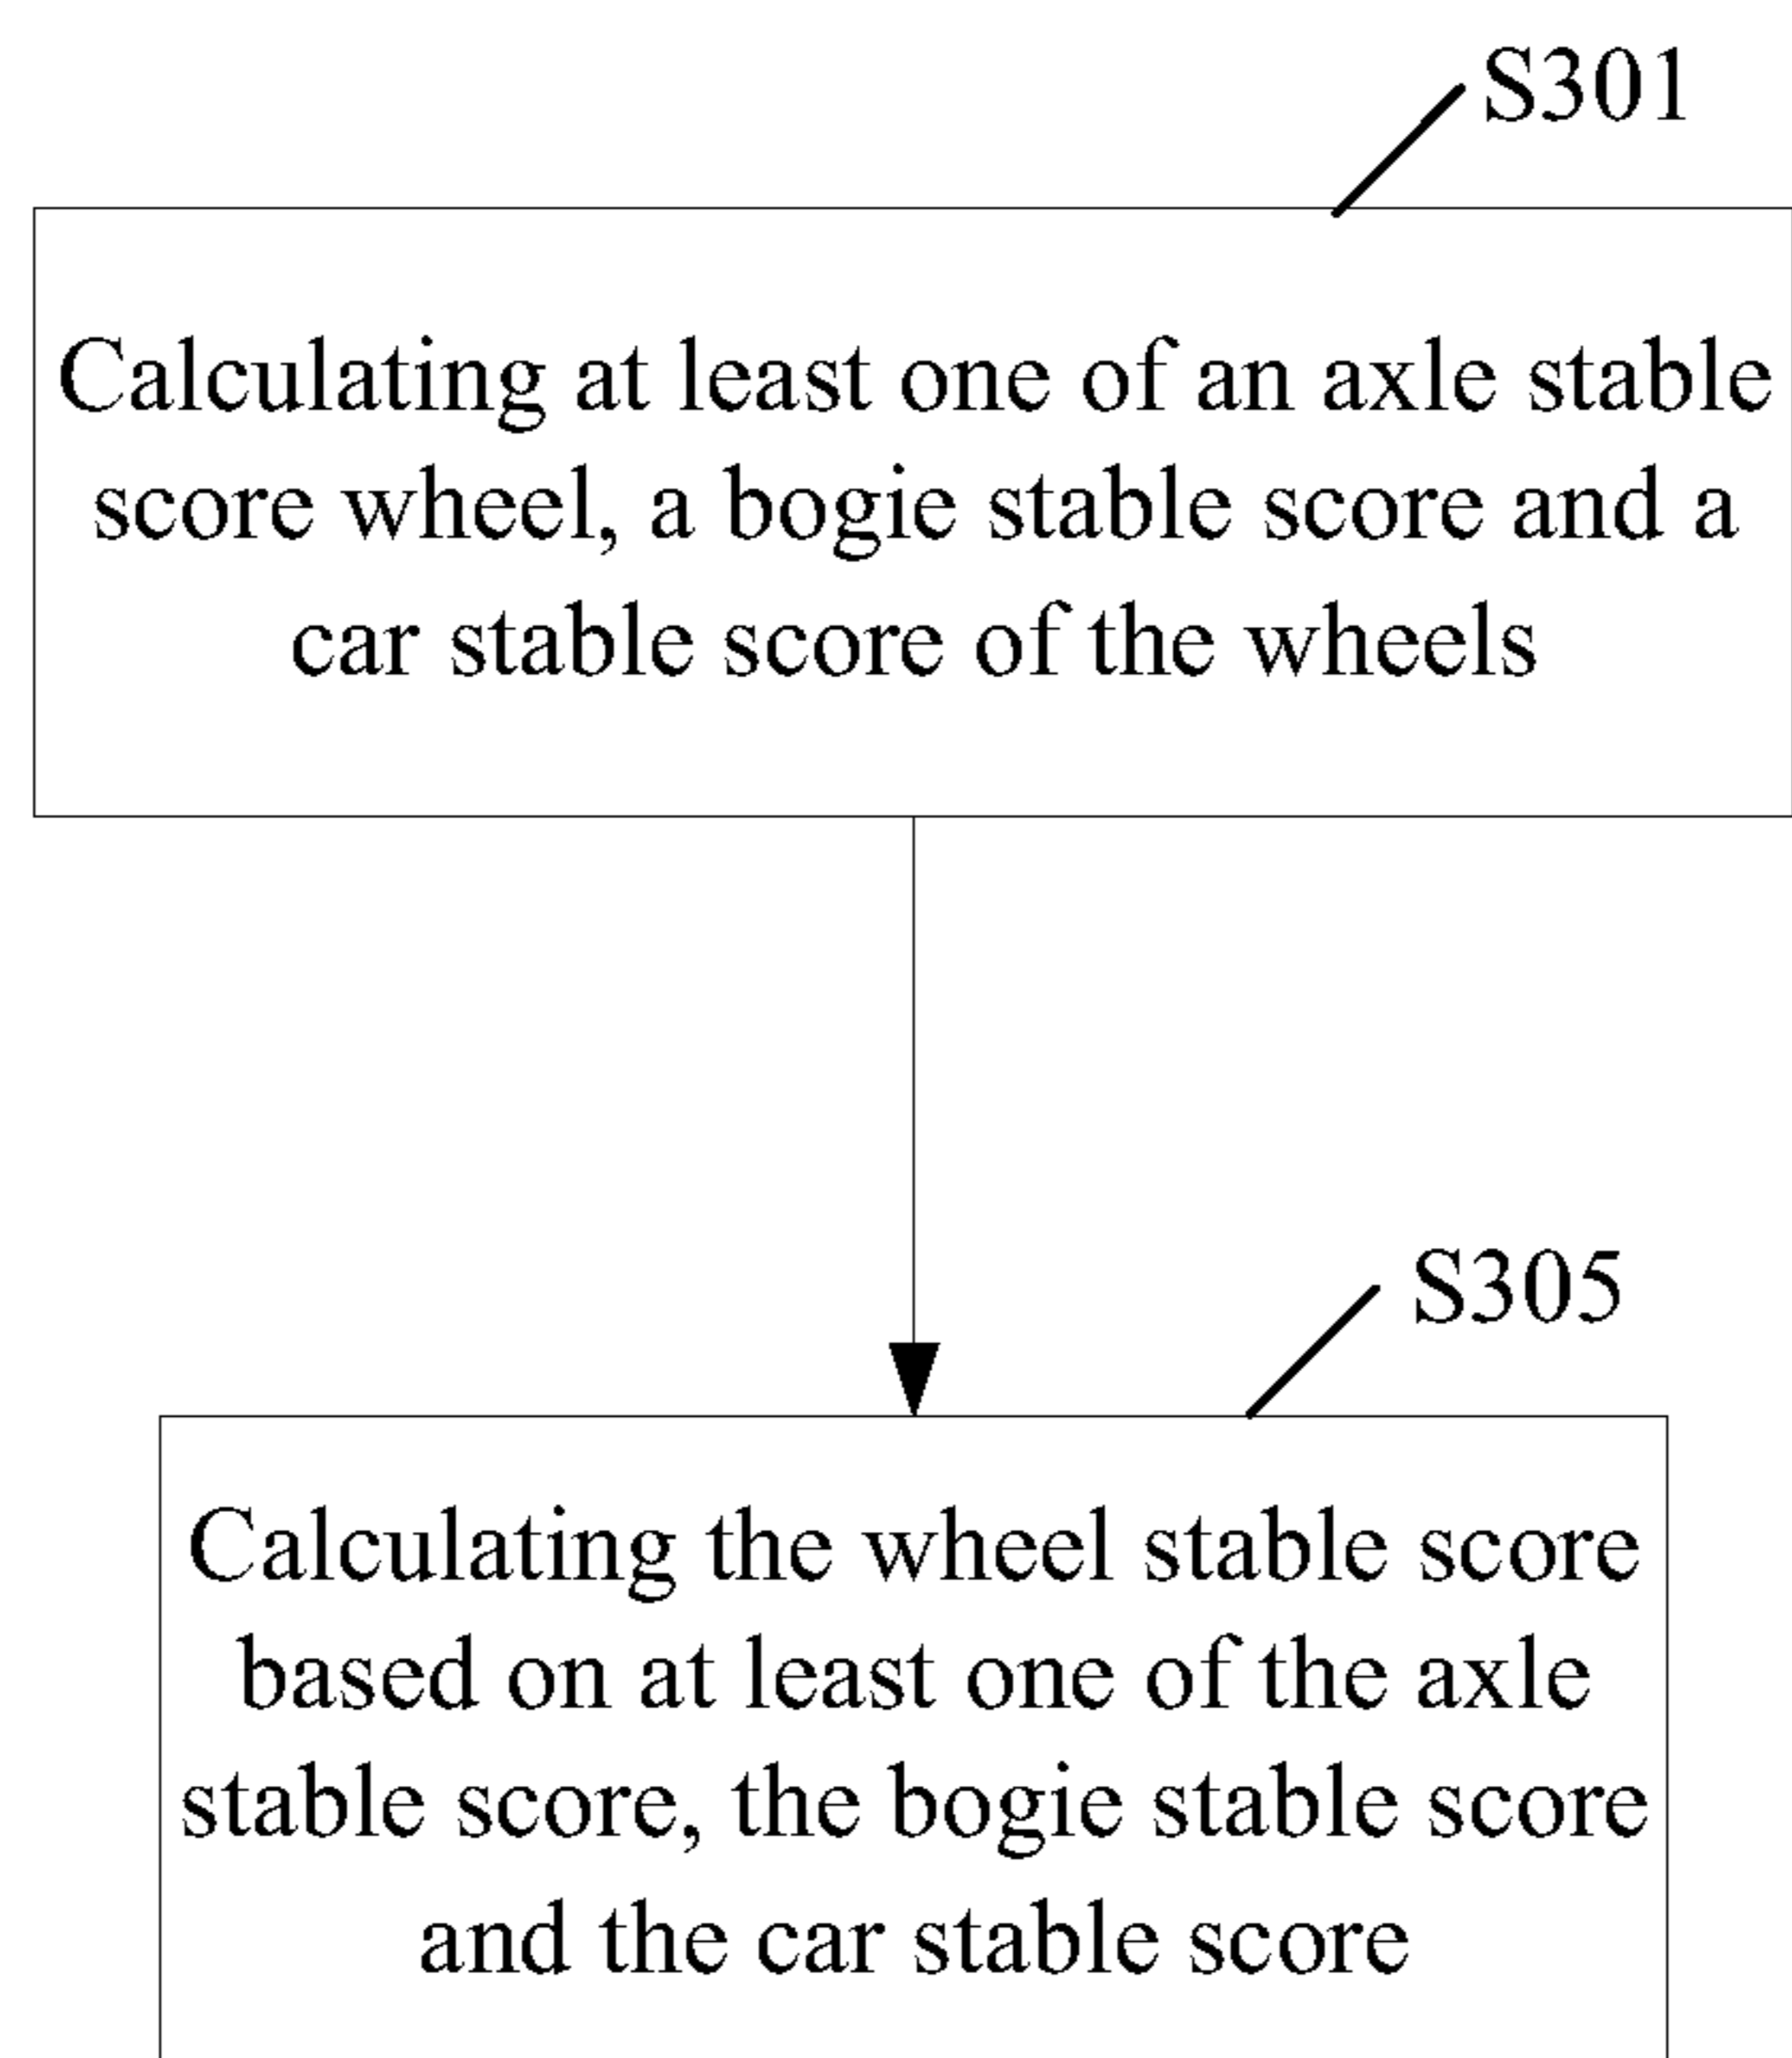 S301
Calculating at least one of an axle stable
score wheel, a bogie stable score and a
car stable score of the wheels
S305
Calculating the wheel stable score
based on at least one of the axle
stable score, the bogie stable score
and the car stable score